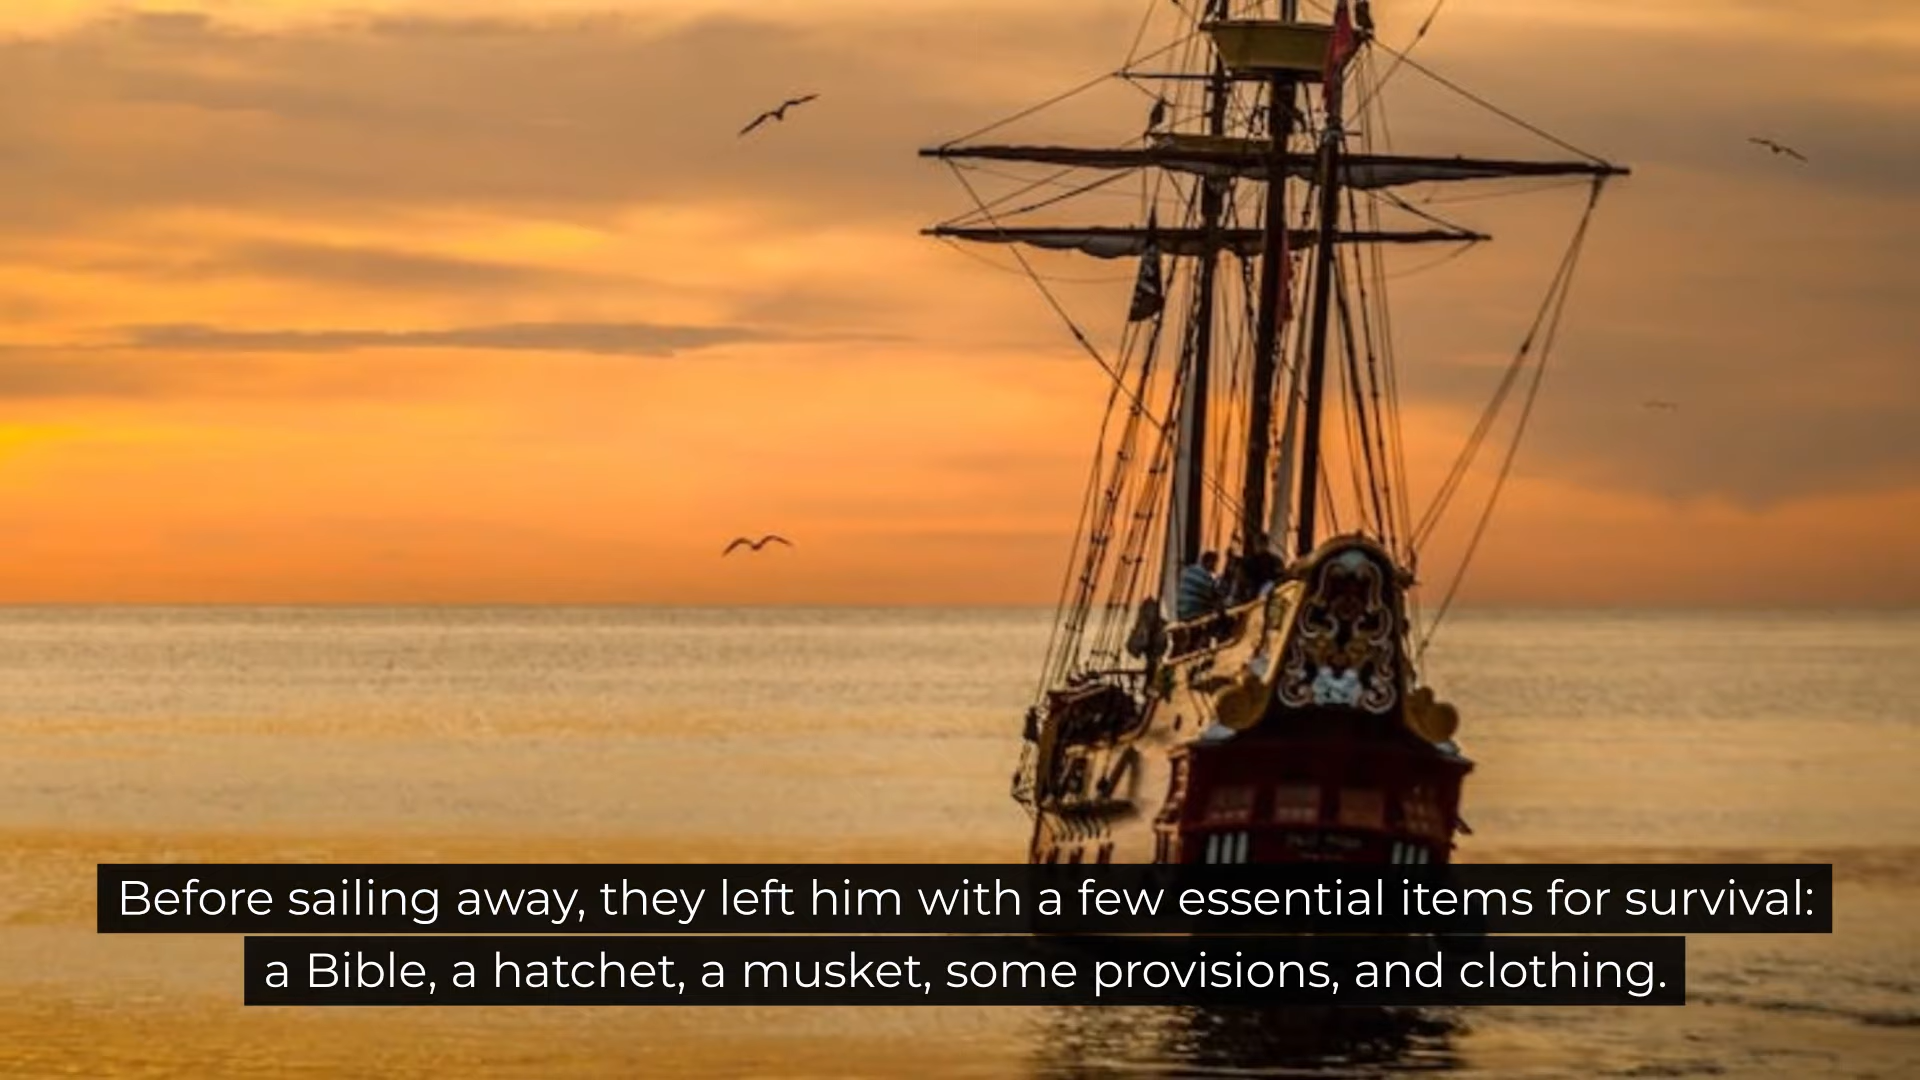 Before sailing away, they left him with a few essential items for survival:
a Bible, a hatchet, a musket, some provisions, and clothing.